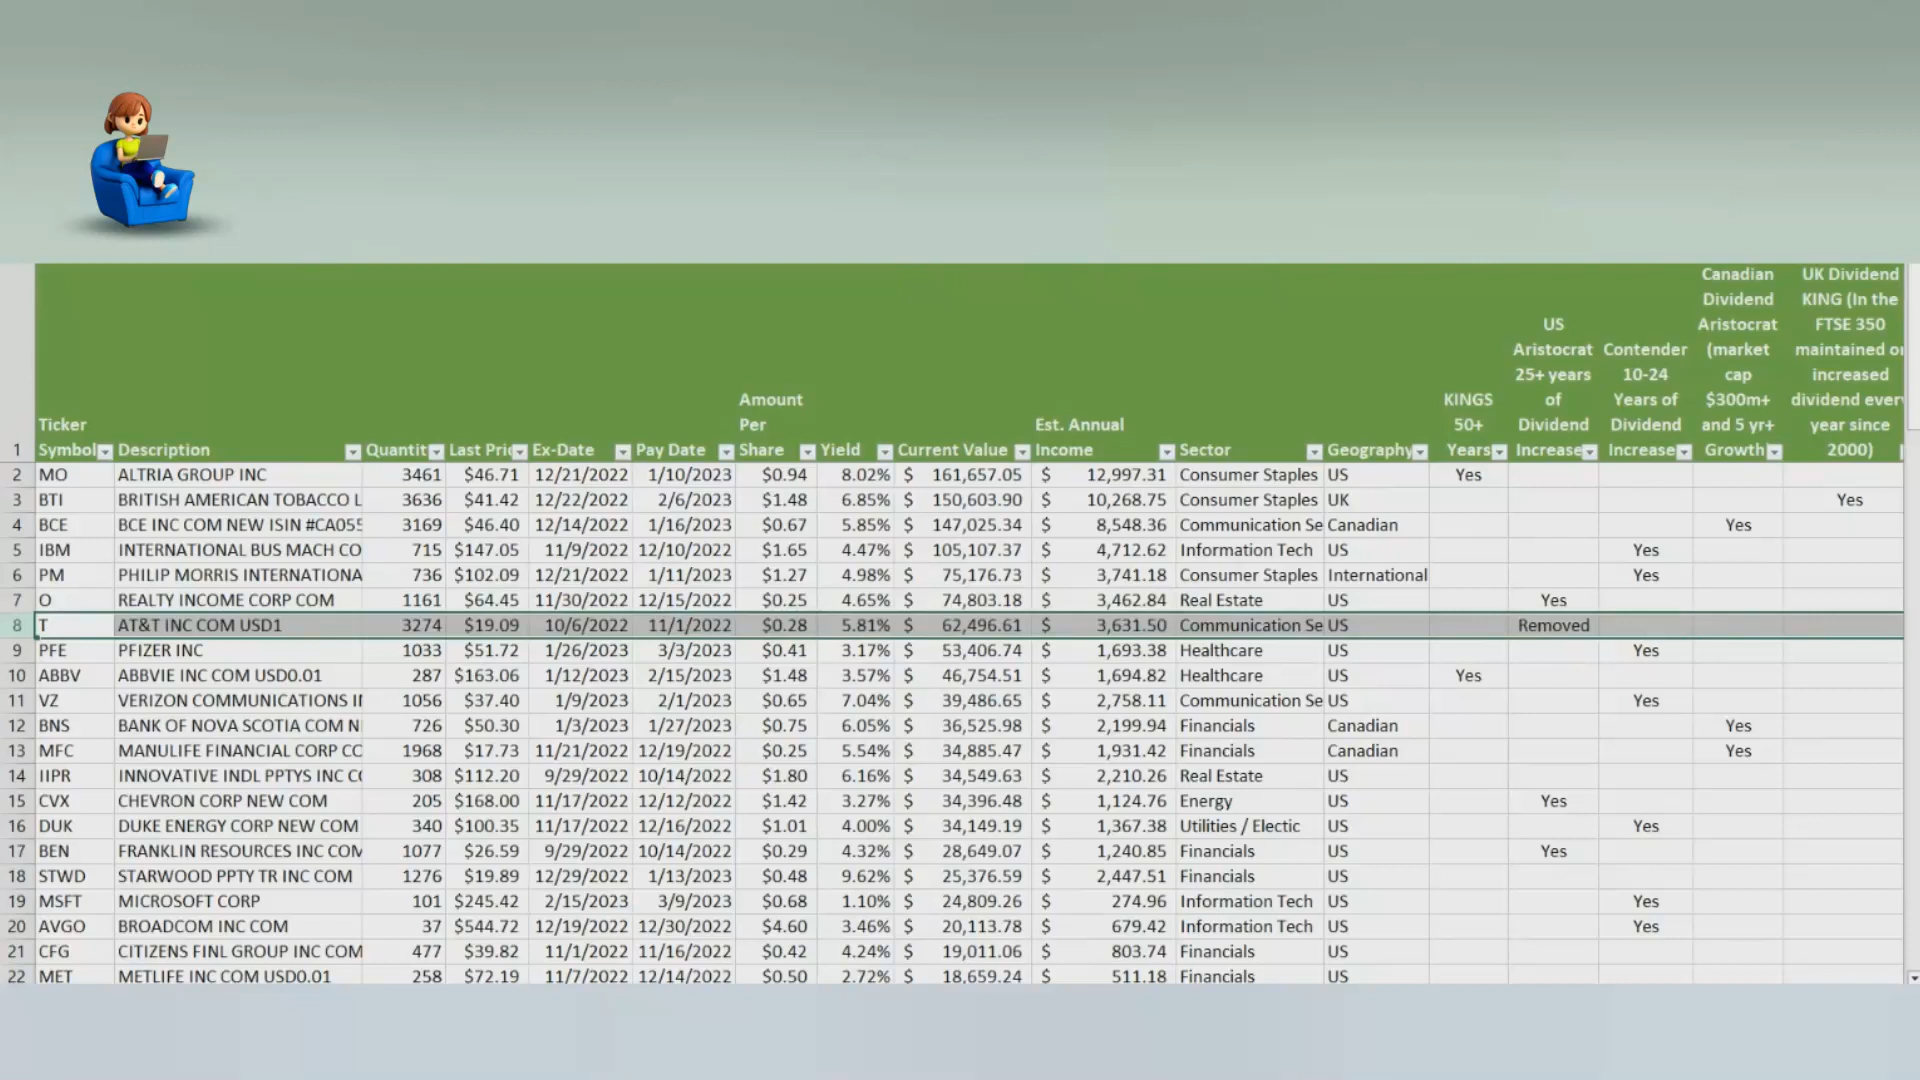 Canadian Dividend Aristocrat (market cap $300m+ and 5 yr+ Growth
UK Dividend KING (In the FTSE 350 maintained or increased dividend every year since 2000)
US Aristocrat 25+ years of Dividend Increase
Contender 10-24 Years of Dividend Increase
KINGS 50+ Years
1 Ticker Symbol Description Quantit Last Pric Ex-Date Pay Date Amount Per Share Yield Current Value Est. Annual Income Sector Geography
2 MO ALTRIA GROUP INC 3461 $46.71 12/21/2022 1/10/2023 $0.94 8.02% $ 161,657.05 $ 12,997.31 Consumer Staples US Yes
3 BTI BRITISH AMERICAN TOBACCO L 3636 $41.42 12/22/2022 2/6/2023 $1.48 6.85% $ 150,603.90 $ 10,268.75 Consumer Staples UK Yes
4 BCE BCE INC COM NEW ISIN #CA055 3169 $46.40 12/14/2022 1/16/2023 $0.67 5.85% $ 147,025.34 $ 8,548.36 Communication Se Canadian Yes
5 IBM INTERNATIONAL BUS MACH CO 715 $147.05 11/9/2022 12/10/2022 $1.65 4.47% $ 105,107.37 $ 4,712.62 Information Tech US Yes
6 PM PHILIP MORRIS INTERNATIONA 736 $102.09 12/21/2022 1/11/2023 $1.27 4.98% $ 75,176.73 $ 3,741.18 Consumer Staples International Yes
7 O REALTY INCOME CORP COM 1161 $64.45 11/30/2022 12/15/2022 $0.25 4.65% $ 74,803.18 $ 3,462.84 Real Estate US Yes
8 T AT&T INC COM USD1 3274 $19.09 10/6/2022 11/1/2022 $0.28 5.81% $ 62,496.61 $ 3,631.50 Communication Se US Removed
9 PFE PFIZER INC 1033 $51.72 1/26/2023 3/3/2023 $0.41 3.17% $ 53,406.74 $ 1,693.38 Healthcare US Yes
10 ABBV ABBVIE INC COM USD0.01 287 $163.06 1/12/2023 2/15/2023 $1.48 3.57% $ 46,754.51 $ 1,694.82 Healthcare US Yes
11 VZ VERIZON COMMUNICATIONS II 1056 $37.40 1/9/2023 2/1/2023 $0.65 7.04% $ 39,486.65 $ 2,758.11 Communication Se US Yes
12 BNS BANK OF NOVA SCOTIA COM N 726 $50.30 1/3/2023 1/27/2023 $0.75 6.05% $ 36,525.98 $ 2,199.94 Financials Canadian Yes
13 MFC MANULIFE FINANCIAL CORP CC 1968 $17.73 11/21/2022 12/19/2022 $0.25 5.54% $ 34,885.47 $ 1,931.42 Financials Canadian Yes
14 IIPR INNOVATIVE INDL PPTYS INC C 308 $112.20 9/29/2022 10/14/2022 $1.80 6.16% $ 34,549.63 $ 2,210.26 Real Estate US
15 CVX CHEVRON CORP NEW COM 205 $168.00 11/17/2022 12/12/2022 $1.42 3.27% $ 34,396.48 $ 1,124.76 Energy US Yes
16 DUK DUKE ENERGY CORP NEW COM 340 $100.35 11/17/2022 12/16/2022 $1.01 4.00% $ 34,149.19 $ 1,367.38 Utilities / Electic US Yes
17 BEN FRANKLIN RESOURCES INC COM 1077 $26.59 9/29/2022 10/14/2022 $0.29 4.32% $ 28,649.07 $ 1,240.85 Financials US Yes
18 STWD STARWOOD PPTY TR INC COM 1276 $19.89 12/29/2022 1/13/2023 $0.48 9.62% $ 25,376.59 $ 2,447.51 Financials US
19 MSFT MICROSOFT CORP 101 $245.42 2/15/2023 3/9/2023 $0.68 1.10% $ 24,809.26 $ 274.96 Information Tech US Yes
20 AVGO BROADCOM INC COM 37 $544.72 12/19/2022 12/30/2022 $4.60 3.46% $ 20,113.78 $ 679.42 Information Tech US Yes
21 CFG CITIZENS FINL GROUP INC COM 477 $39.82 11/1/2022 11/16/2022 $0.42 4.24% $ 19,011.06 $ 803.74 Financials US
22 MET METLIFE INC COM USD0.01 258 $72.19 11/7/2022 12/14/2022 $0.50 2.72% $ 18,659.24 $ 511.18 Financials US